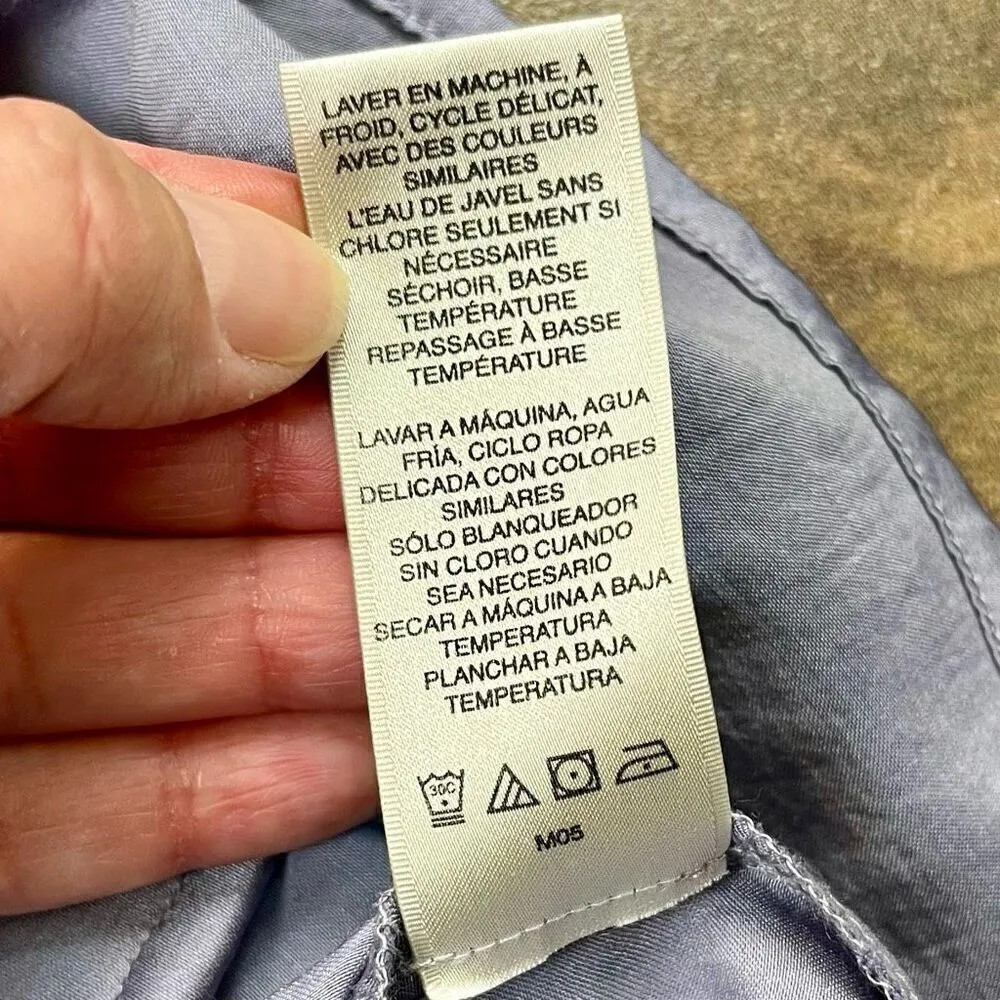 LAVER EN MACHINE, À
FROID, CYCLE DÉLICAT,
AVEC DES COULEURS
SIMILAIRES
L'EAU DE JAVEL SANS
CHLORE SEULEMENT SI
NÉCESSAIRE
SÉCHOIR, BASSE
TEMPÉRATURE
REPASSAGE À BASSE
TEMPÉRATURE
LAVAR A MÁQUINA, AGUA
FRÍA, CICLO ROPA
DELICADA CON COLORES
SIMILARES
SÓLO BLANQUEADOR
SIN CLORO CUANDO
SEA NECESARIO
SECAR A MÁQUINA A BAJA
TEMPERATURA
PLANCHAR A BAJA
TEMPERATURA
30C
M05